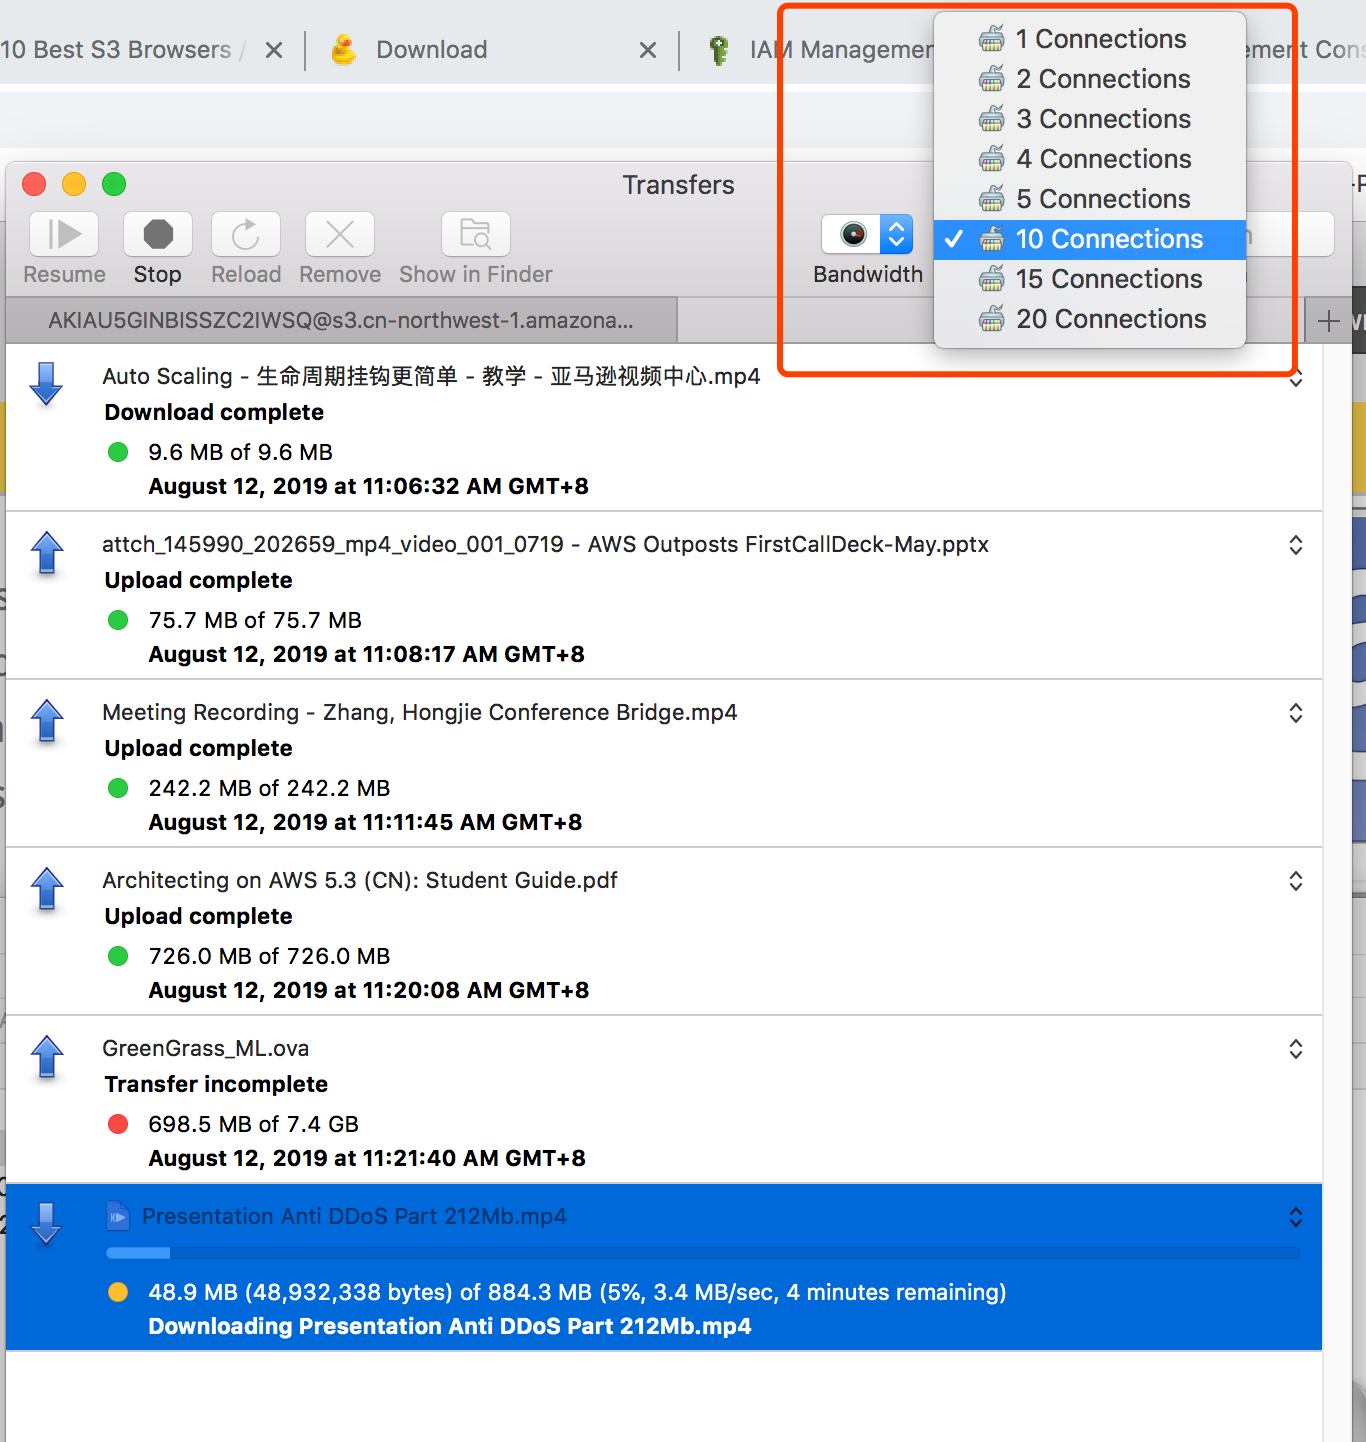 10 Best S3 Browsers /
Download
IAM Managemen
ement Cons
1 Connections
2 Connections
3 Connections
4 Connections
5 Connections
10 Connections
15 Connections
20 Connections
Transfers
Resume
Stop
Reload
Remove
Show in Finder
Bandwidth
AKIAU5GINBISSZC2IWSQ@s3.cn-northwest-1.amazona...
Auto Scaling - 生命周期挂钩更简单 - 教学 - 亚马逊视频中心.mp4
Download complete
9.6 MB of 9.6 MB
August 12, 2019 at 11:06:32 AM GMT+8
attch_145990_202659_mp4_video_001_0719 - AWS Outposts FirstCallDeck-May.pptx
Upload complete
75.7 MB of 75.7 MB
August 12, 2019 at 11:08:17 AM GMT+8
Meeting Recording - Zhang, Hongjie Conference Bridge.mp4
Upload complete
242.2 MB of 242.2 MB
August 12, 2019 at 11:11:45 AM GMT+8
Architecting on AWS 5.3 (CN): Student Guide.pdf
Upload complete
726.0 MB of 726.0 MB
August 12, 2019 at 11:20:08 AM GMT+8
GreenGrass_ML.ova
Transfer incomplete
698.5 MB of 7.4 GB
August 12, 2019 at 11:21:40 AM GMT+8
Presentation Anti DDoS Part 212Mb.mp4
48.9 MB (48,932,338 bytes) of 884.3 MB (5%, 3.4 MB/sec, 4 minutes remaining)
Downloading Presentation Anti DDoS Part 212Mb.mp4